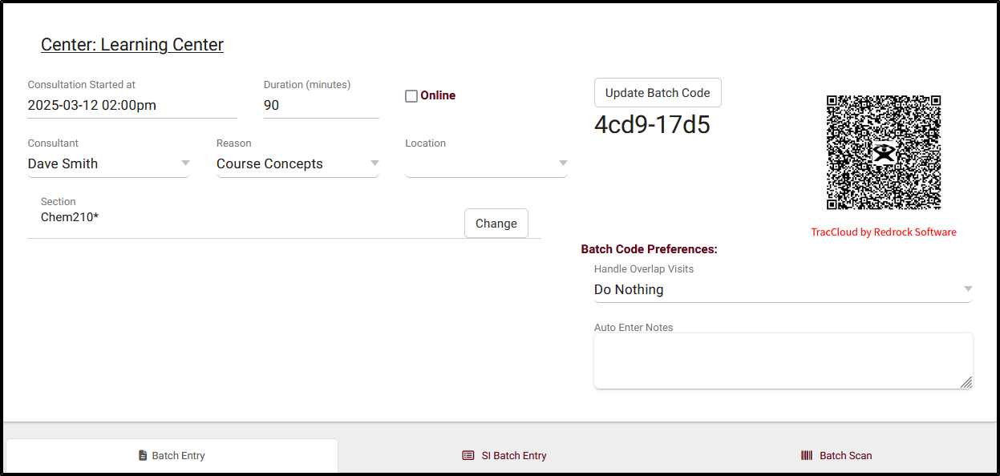 Center: Learning Center
Consultation Started at
2025-03-12 02:00pm
Duration (minutes)
90
Online
Consultant
Dave Smith
Reason
Course Concepts
Location
Section
Chem210*
Change
Update Batch Code
4cd9-17d5
TracCloud by Redrock Software
Batch Code Preferences:
Handle Overlap Visits
Do Nothing
Auto Enter Notes
Batch Entry
SI Batch Entry
Batch Scan